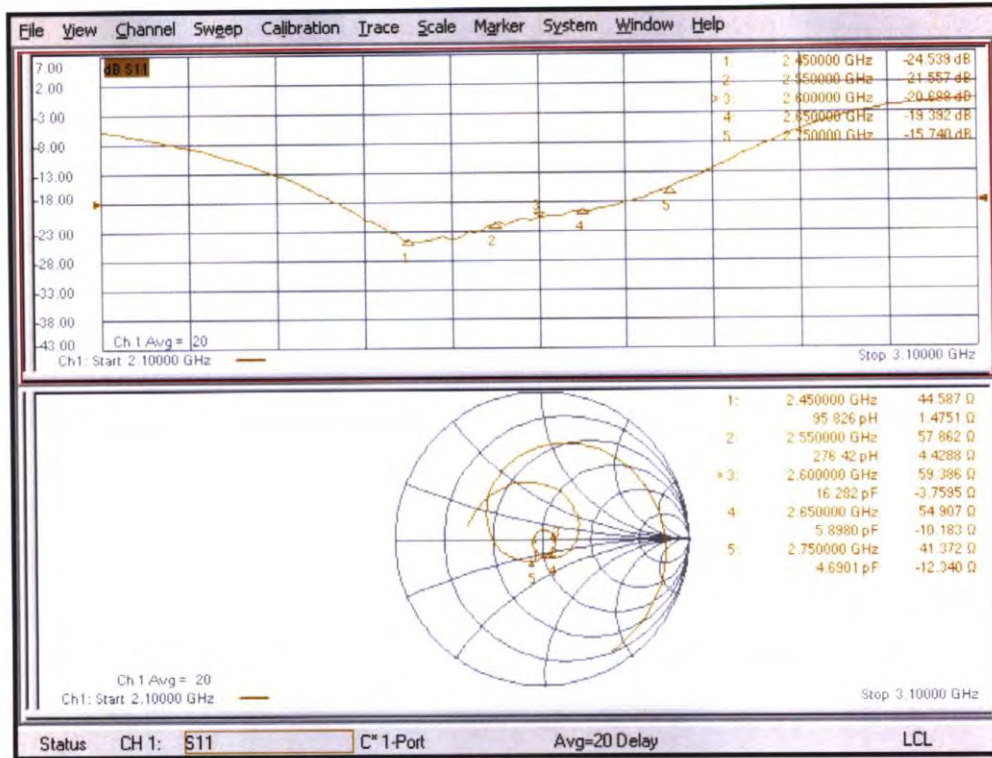 File View Channel Sweep Calibration Trace Scale Marker System Window Help
7.00
dB S11
2.00
-3.00
-8.00
-13.00
-18.00
-23.00
-28.00
-33.00
-38.00
-43.00
1: 2.450000 GHz -24.539 dB
2: 2.550000 GHz -21.557 dB
> 3: 2.600000 GHz -20.688 dB
4: 2.650000 GHz -19.392 dB
5: 2.750000 GHz -15.740 dB
1
2
3
4
5
Ch 1 Avg = 20
Ch1: Start 2.10000 GHz
Stop 3.10000 GHz
1: 2.450000 GHz 44.587 Ω
95.826 pH 1.4751 Ω
2: 2.550000 GHz 57.862 Ω
276.42 pH 4.4288 Ω
> 3: 2.600000 GHz 59.386 Ω
16.282 pF -3.7595 Ω
4: 2.650000 GHz 54.907 Ω
5.8980 pF -10.183 Ω
5: 2.750000 GHz 41.372 Ω
4.6901 pF -12.340 Ω
5
4
Ch 1 Avg = 20
Ch1: Start 2.10000 GHz
Stop 3.10000 GHz
Status CH 1: S11 C* 1-Port Avg=20 Delay LCL